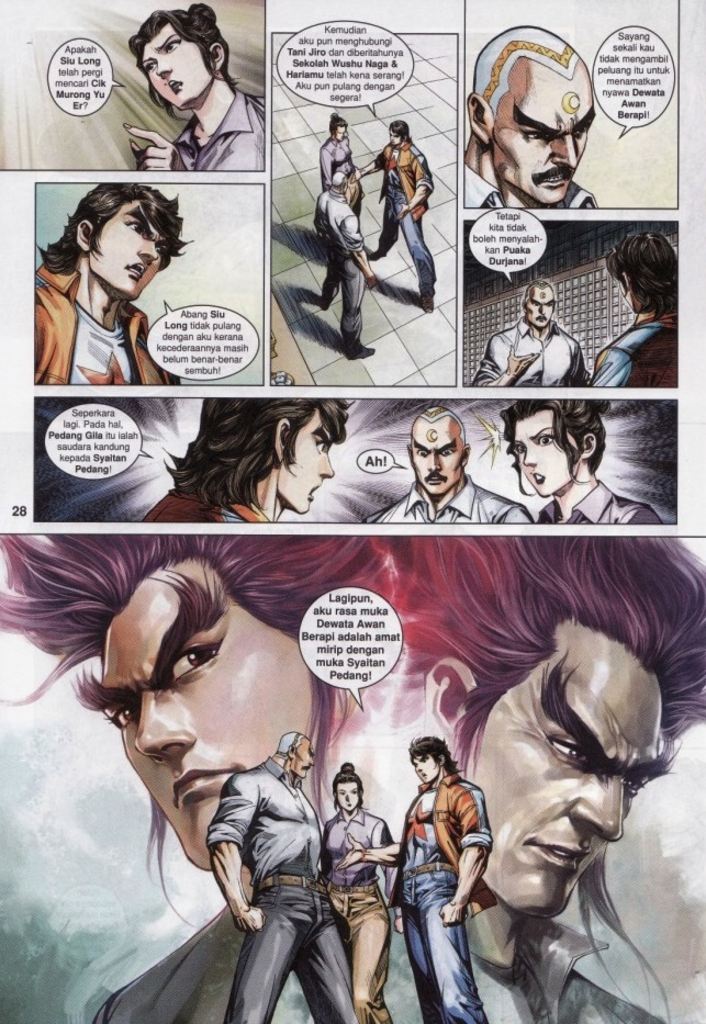 Apakah
Siu Long
telah pergi
mencari Cik
Murong Yu
Er?
Kemudian
aku pun menghubungi
Tani Jiro dan diberitahunya
Sekolah Wushu Naga &
Hariamu telah kena serang!
Aku pun pulang dengan
segera!
Sayang
sekali kau
tidak mengambil
peluang itu untuk
menamatkan
nyawa Dewata
Awan
Berapi!
Abang Siu
Long tidak pulang
dengan aku kerana
kecederaannya masih
belum benar-benar
sembuh!
Tetapi
kita tidak
boleh menyalah-
kan Puaka
Durjana!
Seperkara
lagi. Pada hal,
Pedang Gila itu ialah
saudara kandung
kepada Syaitan
Pedang!
Ah!
28
Lagipun,
aku rasa muka
Dewata Awan
Berapi adalah amat
mirip dengan
muka Syaitan
Pedang!